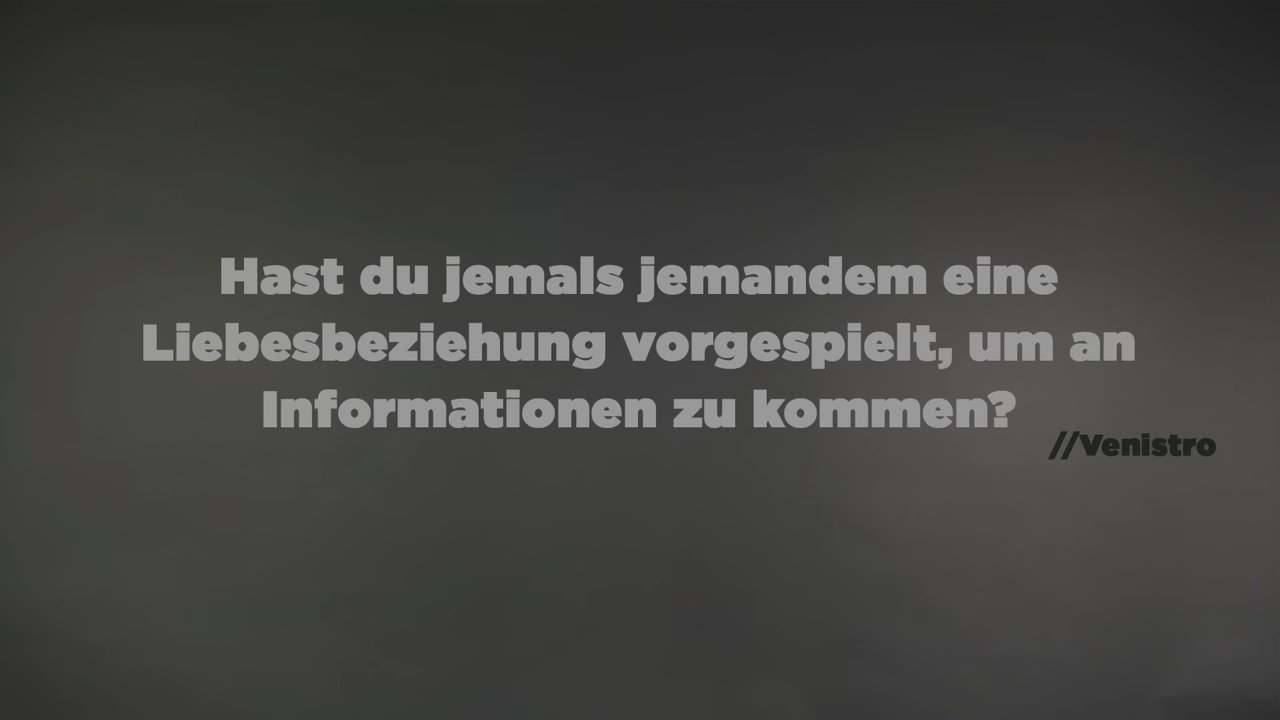 Hast du jemals jemandem eine
Liebesbeziehung vorgespielt, um an
Informationen zu kommen?
//Venistro